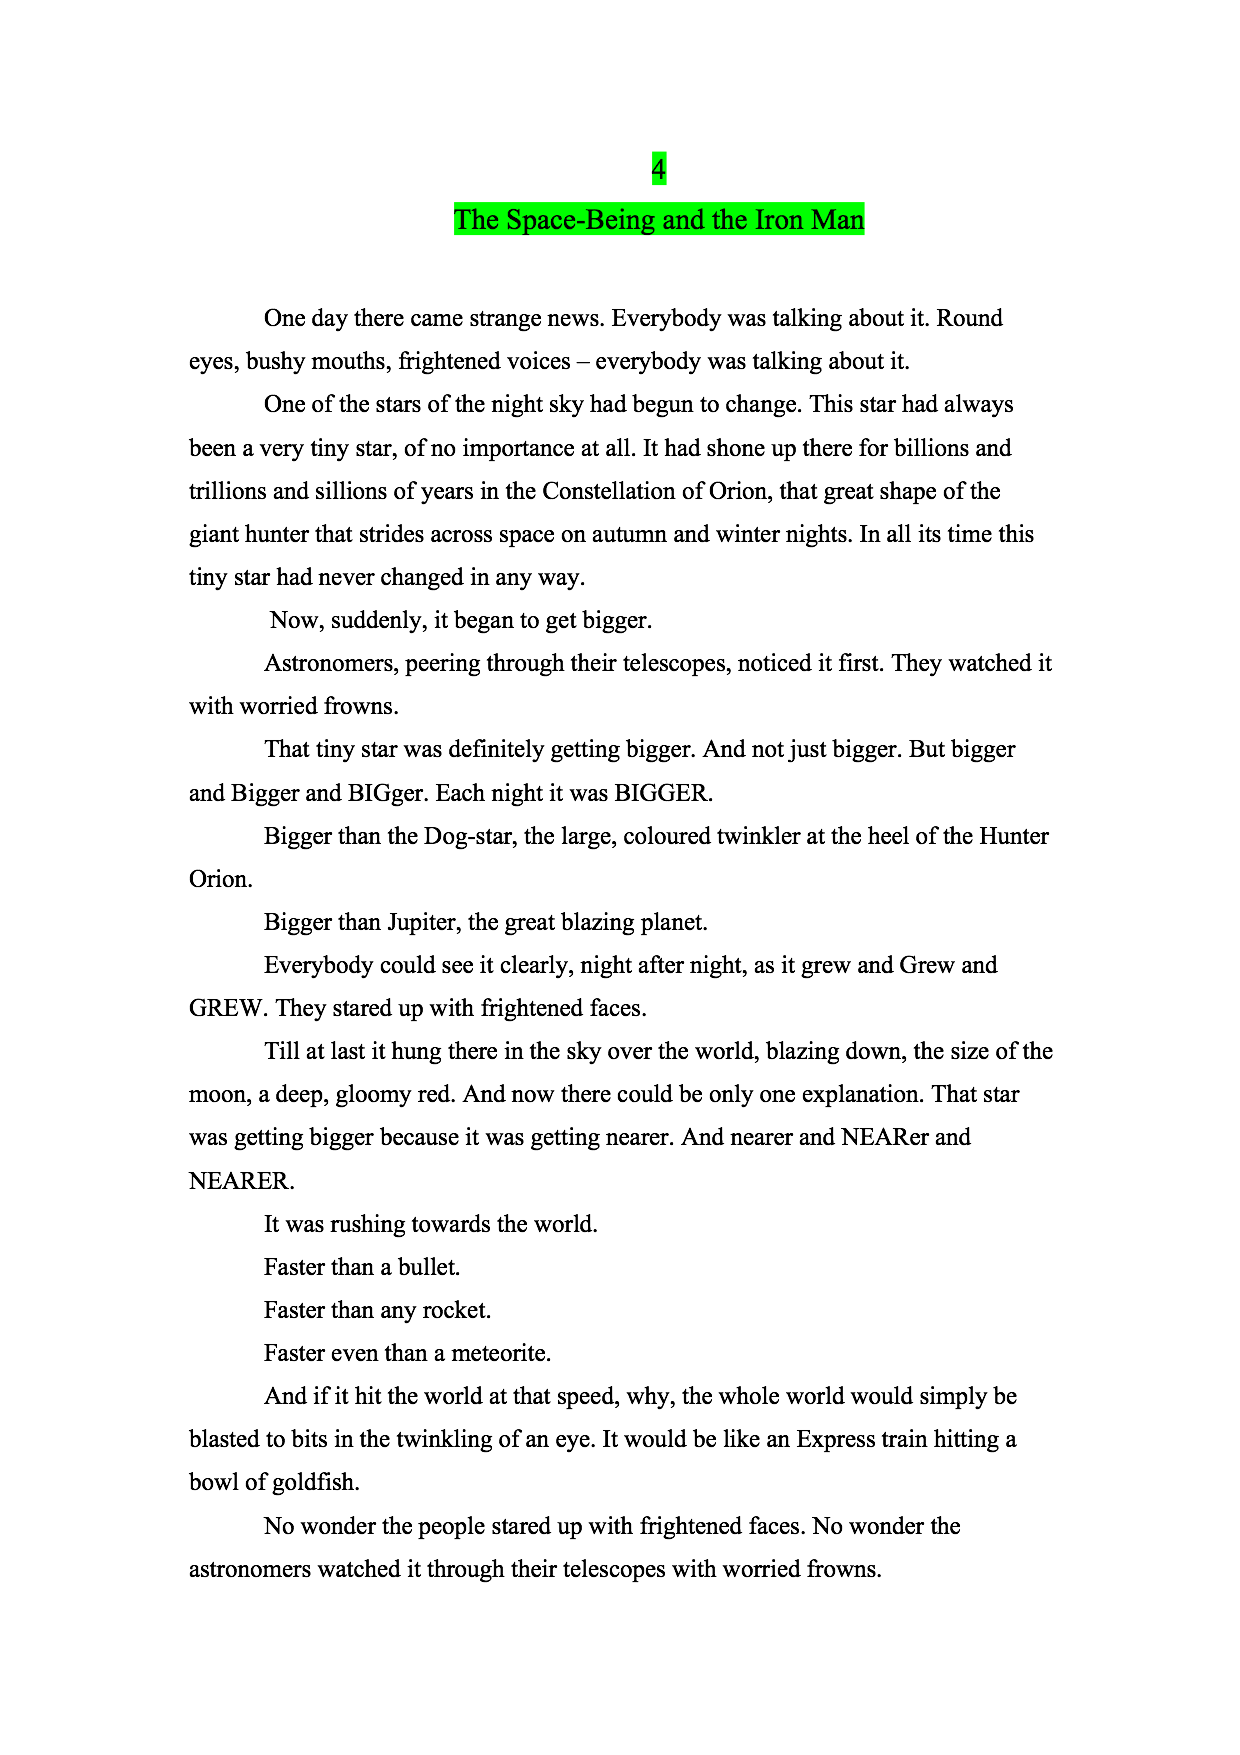 4
The Space-Being and the Iron Man
One day there came strange news. Everybody was talking about it. Round
eyes, bushy mouths, frightened voices – everybody was talking about it.
One of the stars of the night sky had begun to change. This star had always
been a very tiny star, of no importance at all. It had shone up there for billions and
trillions and sillions of years in the Constellation of Orion, that great shape of the
giant hunter that strides across space on autumn and winter nights. In all its time this
tiny star had never changed in any way.
Now, suddenly, it began to get bigger.
Astronomers, peering through their telescopes, noticed it first. They watched it
with worried frowns.
That tiny star was definitely getting bigger. And not just bigger. But bigger
and Bigger and BIGger. Each night it was BIGGER.
Bigger than the Dog-star, the large, coloured twinkler at the heel of the Hunter
Orion.
Bigger than Jupiter, the great blazing planet.
Everybody could see it clearly, night after night, as it grew and Grew and
GREW. They stared up with frightened faces.
Till at last it hung there in the sky over the world, blazing down, the size of the
moon, a deep, gloomy red. And now there could be only one explanation. That star
was getting bigger because it was getting nearer. And nearer and NEARer and
NEARER.
It was rushing towards the world.
Faster than a bullet.
Faster than any rocket.
Faster even than a meteorite.
And if it hit the world at that speed, why, the whole world would simply be
blasted to bits in the twinkling of an eye. It would be like an Express train hitting a
bowl of goldfish.
No wonder the people stared up with frightened faces. No wonder the
astronomers watched it through their telescopes with worried frowns.